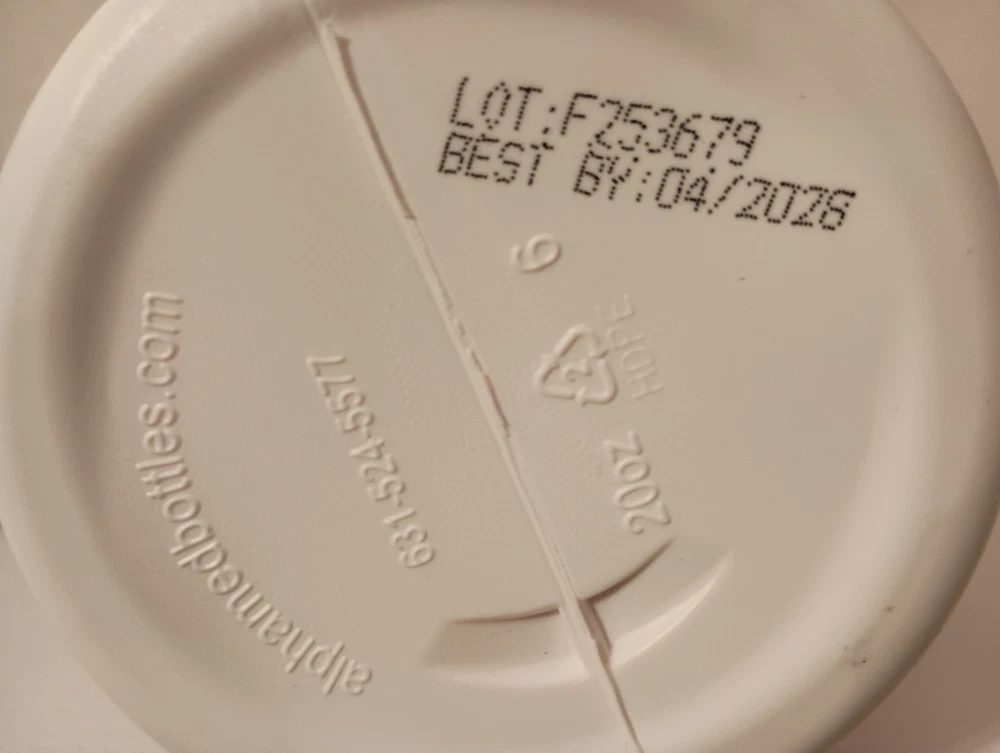 LOT:F253679
BEST BY:04/2026
6
2
HDPE
20oz
631-524-5577
alphamedbottles.com